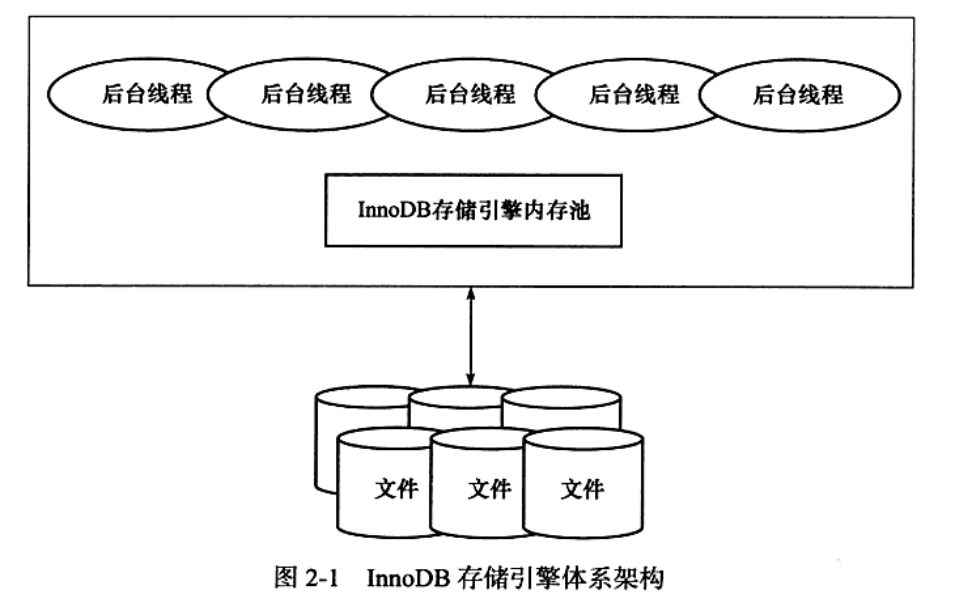 后台线程 后台线程 后台线程 后台线程 后台线程
InnoDB存储引擎内存池
文件 文件 文件
图 2-1 InnoDB 存储引擎体系架构